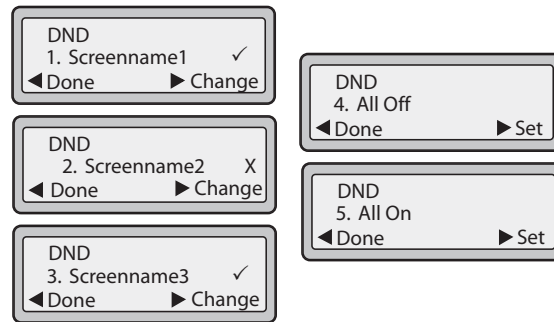 DND
1. Screenname1 ✓
◀Done ▶Change
DND
2. Screenname2 X
◀Done ▶Change
DND
3. Screenname3 ✓
◀Done ▶Change
DND
4. All Off
◀Done ▶Set
DND
5. All On
◀Done ▶Set